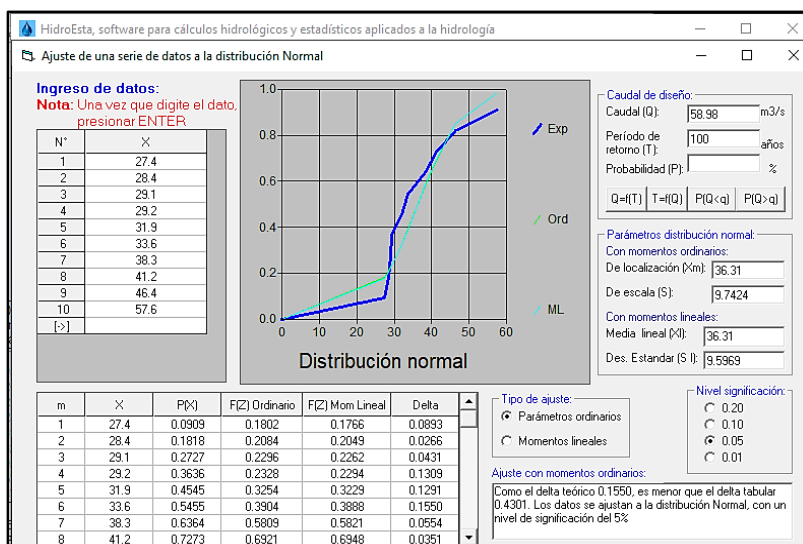 HidroEsta, software para cálculos hidrológicos y estadísticos aplicados a la hidrología
Ajuste de una serie de datos a la distribución Normal
Ingreso de datos:
Nota: Una vez que digite el dato,
presionar ENTER
N° X
1 27.4
2 28.4
3 29.1
4 29.2
5 31.9
6 33.6
7 38.3
8 41.2
9 46.4
10 57.6
[->]
1.0
0.8
0.6
0.4
0.2
0.0
0 10 20 30 40 50 60
Exp
Ord
ML
Distribución normal
Caudal de diseño:
Caudal (Q): 58.98 m3/s
Período de
retorno (T): 100 años
Probabilidad (P): %
Q=f(T) T=f(Q) P(Q<q) P(Q>q)
Parámetros distribución normal:
Con momentos ordinarios:
De localización (Xm): 36.31
De escala (S): 9.7424
Con momentos lineales:
Media lineal (Xl): 36.31
Des. Estandar (S l): 9.5969
m X P(X) F(Z) Ordinario F(Z) Mom Lineal Delta
1 27.4 0.0909 0.1802 0.1766 0.0893
2 28.4 0.1818 0.2084 0.2049 0.0266
3 29.1 0.2727 0.2296 0.2262 0.0431
4 29.2 0.3636 0.2328 0.2294 0.1309
5 31.9 0.4545 0.3254 0.3229 0.1291
6 33.6 0.5455 0.3904 0.3888 0.1550
7 38.3 0.6364 0.5809 0.5821 0.0554
8 41.2 0.7273 0.6921 0.6948 0.0351
Tipo de ajuste:
Parámetros ordinarios
Momentos lineales
Nivel significación:
0.20
0.10
0.05
0.01
Ajuste con momentos ordinarios:
Como el delta teórico 0.1550, es menor que el delta tabular
0.4301. Los datos se ajustan a la distribución Normal, con un
nivel de significación del 5%